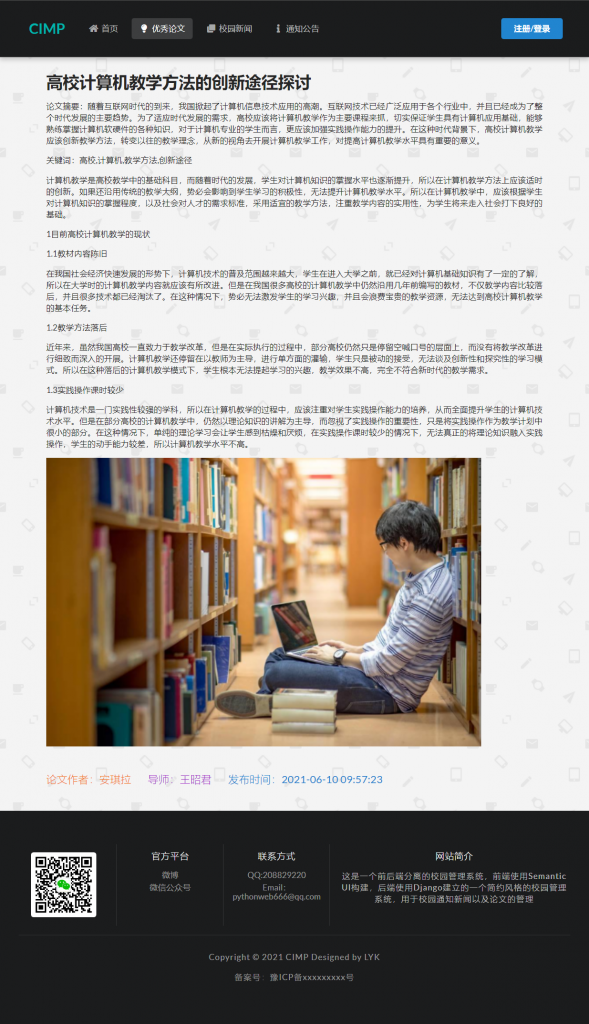 CIMP 首页 优秀论文 校园新闻 通知公告 注册/登录
高校计算机教学方法的创新途径探讨
论文摘要：随着互联网时代的到来，我国掀起了计算机信息技术应用的高潮。互联网技术已经广泛应用于各个行业中，并且已经成为了整
个时代发展的主要趋势。为了适应时代发展的需求，高校应该将计算机教学作为主要课程来抓，切实保证学生具有计算机应用基础，能够
熟练掌握计算机软硬件的各种知识，对于计算机专业的学生而言，更应该加强实践操作能力的提升。在这种时代背景下，高校计算机教学
应该创新教学方法，转变以往的教学理念，从新的视角去开展计算机教学工作，对提高计算机教学水平具有重要的意义。
关键词：高校,计算机,教学方法,创新途径
计算机教学是高校教学中的基础科目，而随着时代的发展，学生对计算机知识的掌握水平也逐渐提升，所以在计算机教学方法上应该适时
的创新。如果还沿用传统的教学大纲，势必会影响到学生学习的积极性，无法提升计算机教学水平。所以在计算机教学中，应该根据学生
对计算机知识的掌握程度，以及社会对人才的需求标准，采用适宜的教学方法，注重教学内容的实用性，为学生将来走入社会打下良好的
基础。
1目前高校计算机教学的现状
1.1教材内容陈旧
在我国社会经济快速发展的形势下，计算机技术的普及范围越来越大，学生在进入大学之前，就已经对计算机基础知识有了一定的了解，
所以在大学时的计算机教学内容就应该有所改进。但是在我国很多高校的计算机教学中仍然沿用几年前编写的教材，不仅教学内容比较落
后，并且很多技术都已经淘汰了。在这种情况下，势必无法激发学生的学习兴趣，并且会浪费宝贵的教学资源，无法达到高校计算机教学
的基本任务。
1.2教学方法落后
近年来，虽然我国高校一直致力于教学改革，但是在实际执行的过程中，部分高校仍然只是停留空喊口号的层面上，而没有将教学改革进
行细致而深入的开展。计算机教学还停留在以教师为主导，进行单方面的灌输，学生只是被动的接受，无法谈及创新性和探究性的学习模
式。所以在这种落后的计算机教学模式下，学生根本无法提起学习的兴趣，教学效果不高，完全不符合新时代的教学需求。
1.3实践操作课时较少
计算机技术是一门实践性较强的学科，所以在计算机教学的过程中，应该注重对学生实践操作能力的培养，从而全面提升学生的计算机技
术水平。但是在部分高校的计算机教学中，仍然以理论知识的讲解为主导，而忽视了实践操作的重要性，只是将实践操作作为教学计划中
很小的部分。在这种情况下，单纯的理论学习会让学生感到枯燥和厌烦，在实践操作课时较少的情况下，无法真正的将理论知识融入实践
操作，学生的动手能力较差，所以计算机教学水平不高。
论文作者：安琪拉 导师：王昭君 发布时间：2021-06-10 09:57:23
官方平台
微博
微信公众号
联系方式
QQ:208829220
Email：
pythonweb666@qq.com
网站简介
这是一个前后端分离的校园管理系统，前端使用Semantic
UI构建，后端使用Django建立的一个简约风格的校园管理
系统，用于校园通知新闻以及论文的管理
Copyright © 2021 CIMP Designed by LYK
备案号：豫ICP备xxxxxxxxx号